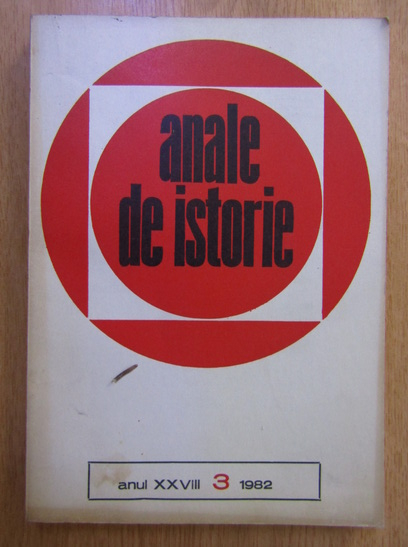 anale
de istorie
anul XXVIII 3 1982